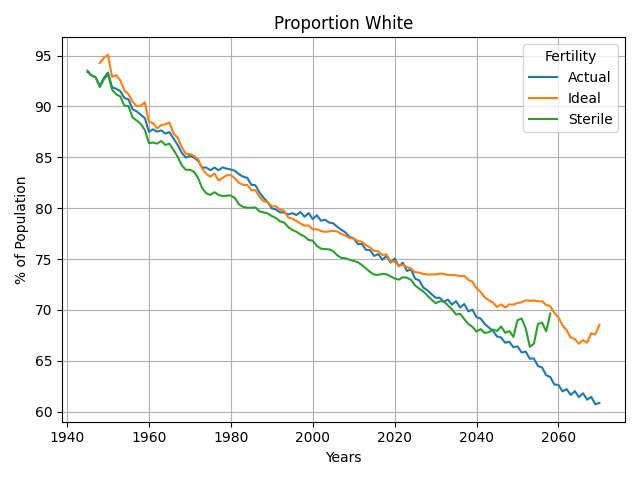 Proportion White
% of Population
95
90
85
80
75
70
65
60
Fertility
Actual
Ideal
Sterile
1940 1960 1980 2000 2020 2040 2060
Years